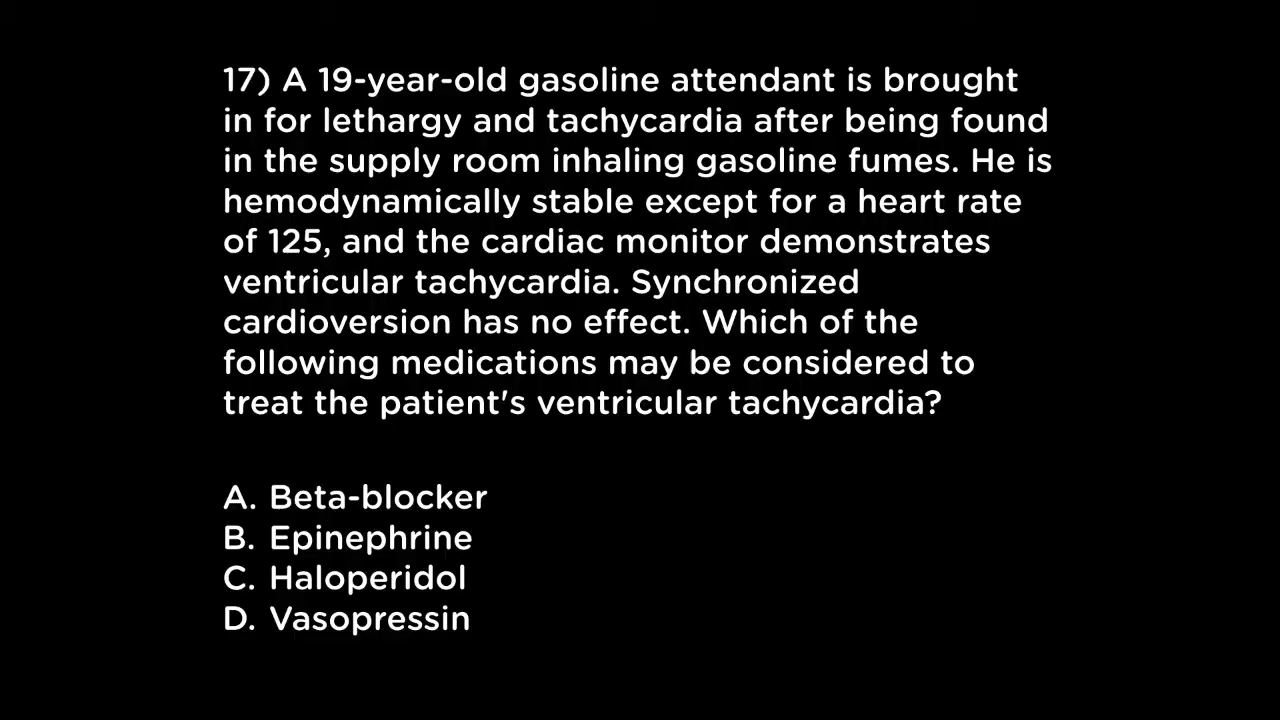 17) A 19-year-old gasoline attendant is brought
in for lethargy and tachycardia after being found
in the supply room inhaling gasoline fumes. He is
hemodynamically stable except for a heart rate
of 125, and the cardiac monitor demonstrates
ventricular tachycardia. Synchronized
cardioversion has no effect. Which of the
following medications may be considered to
treat the patient's ventricular tachycardia?
A. Beta-blocker
B. Epinephrine
C. Haloperidol
D. Vasopressin